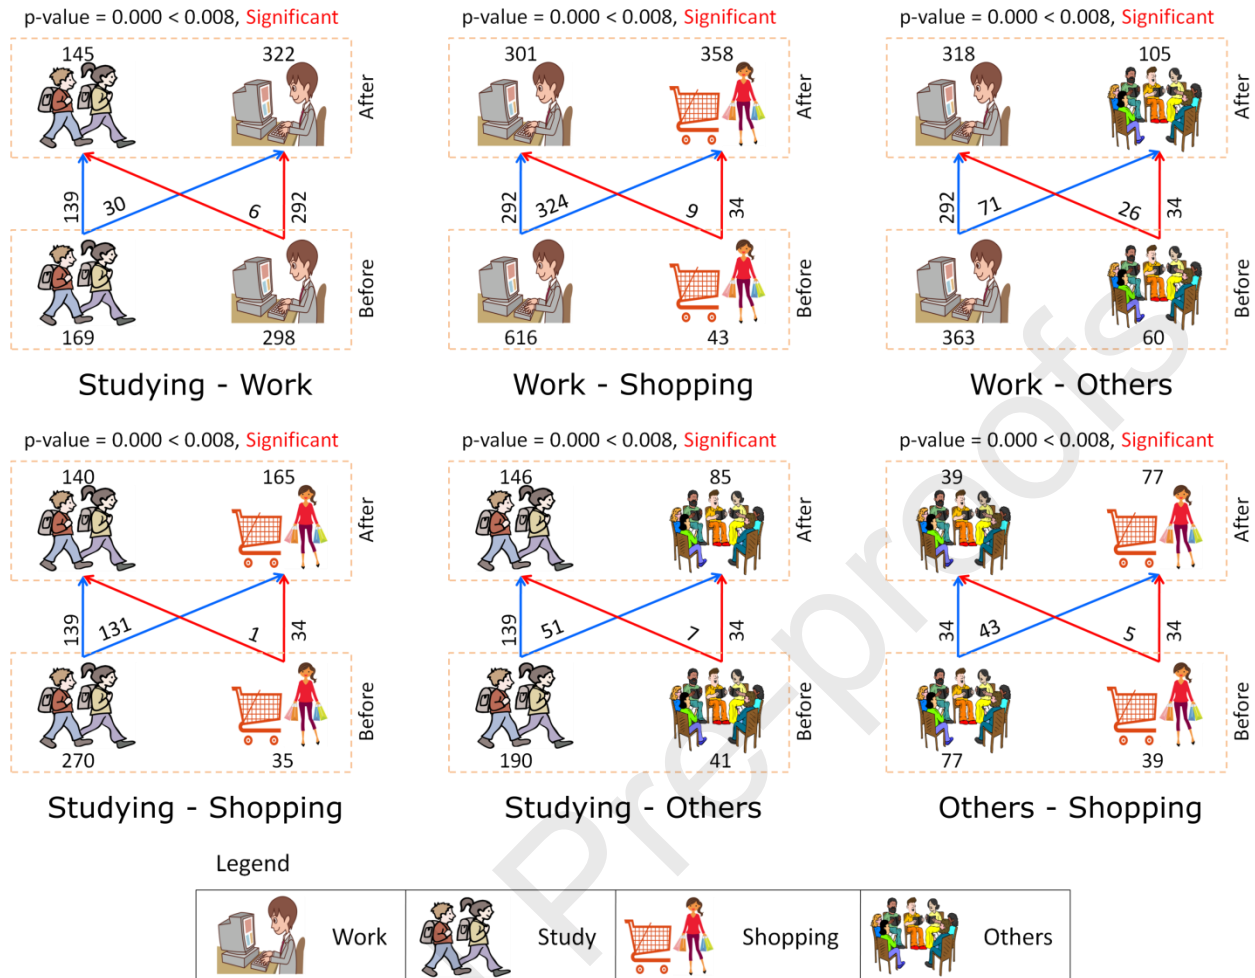 p-value = 0.000 < 0.008, Significant
145
322
After
139
30
6
292
Before
169
298
Studying - Work
p-value = 0.000 < 0.008, Significant
301
358
After
292
324
9
34
Before
616
43
Work - Shopping
p-value = 0.000 < 0.008, Significant
318
105
After
292
71
26
34
Before
363
60
Work - Others
p-value = 0.000 < 0.008, Significant
140
165
After
139
131
1
34
Before
270
35
Studying - Shopping
p-value = 0.000 < 0.008, Significant
146
85
After
139
51
7
34
Before
190
41
Studying - Others
p-value = 0.000 < 0.008, Significant
39
77
After
34
43
5
34
Before
77
39
Others - Shopping
Legend
Work
Study
Shopping
Others
Pre-proofs